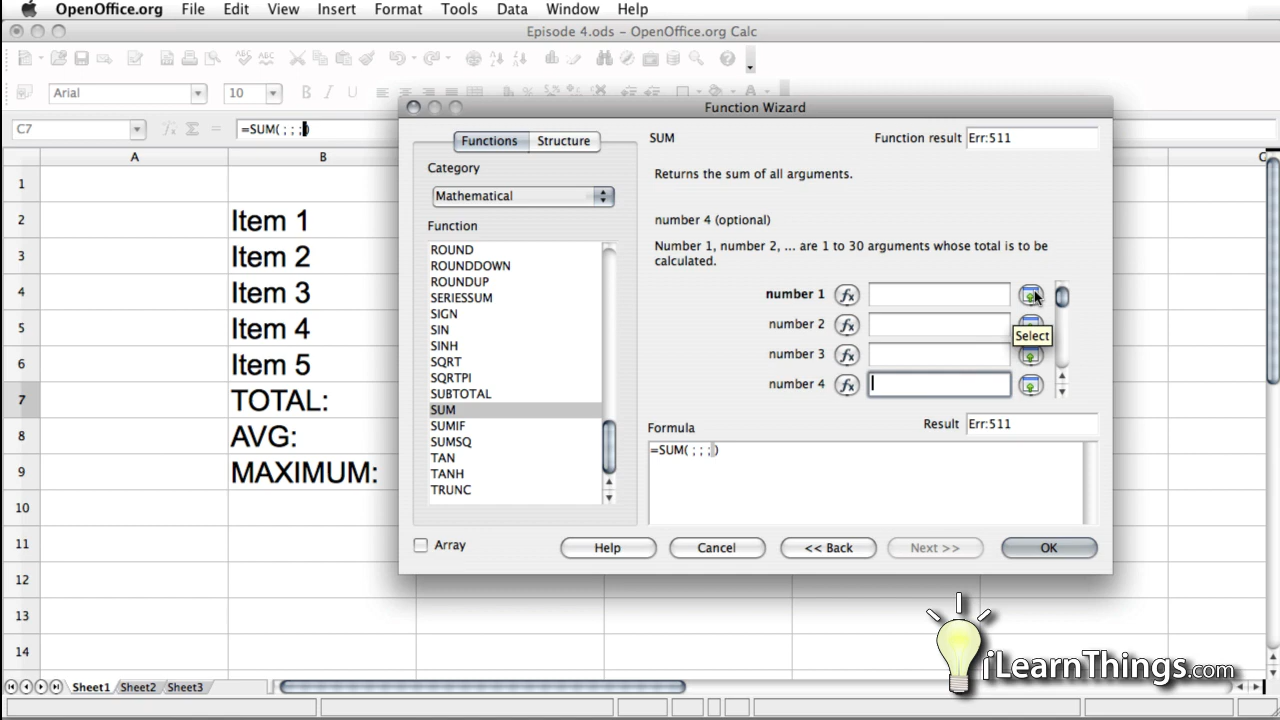 OpenOffice.org File Edit View Insert Format Tools Data Window Help
Episode 4.ods - OpenOffice.org Calc
Arial 10 B I U
C7 =SUM( ; ; ;)
Function Wizard
Functions Structure
Category
Mathematical
Function
ROUND
ROUNDDOWN
ROUNDUP
SERIESSUM
SIGN
SIN
SINH
SQRT
SQRTPI
SUBTOTAL
SUM
SUMIF
SUMSQ
TAN
TANH
TRUNC
Array
SUM
Function result Err:511
Returns the sum of all arguments.
number 4 (optional)
Number 1, number 2, ... are 1 to 30 arguments whose total is to be
calculated.
number 1
number 2
Select
number 3
number 4
Formula
Result Err:511
=SUM( ; ; ;)
Help Cancel << Back Next >> OK
A B
1
2 Item 1
3 Item 2
4 Item 3
5 Item 4
6 Item 5
7 TOTAL:
8 AVG:
9 MAXIMUM:
10
11
12
13
14
Sheet1 Sheet2 Sheet3
iLearnThings.com